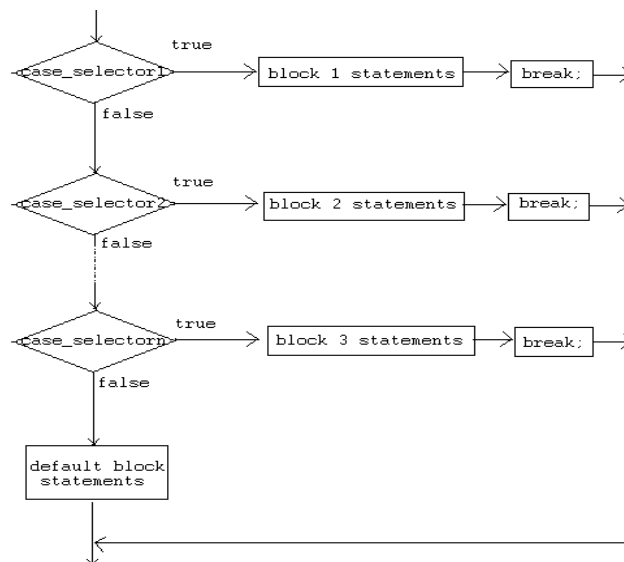 true
case_selector1
block 1 statements
break;
false
true
case_selector2
block 2 statements
break;
false
true
case_selectorn
block 3 statements
break;
false
default block
statements